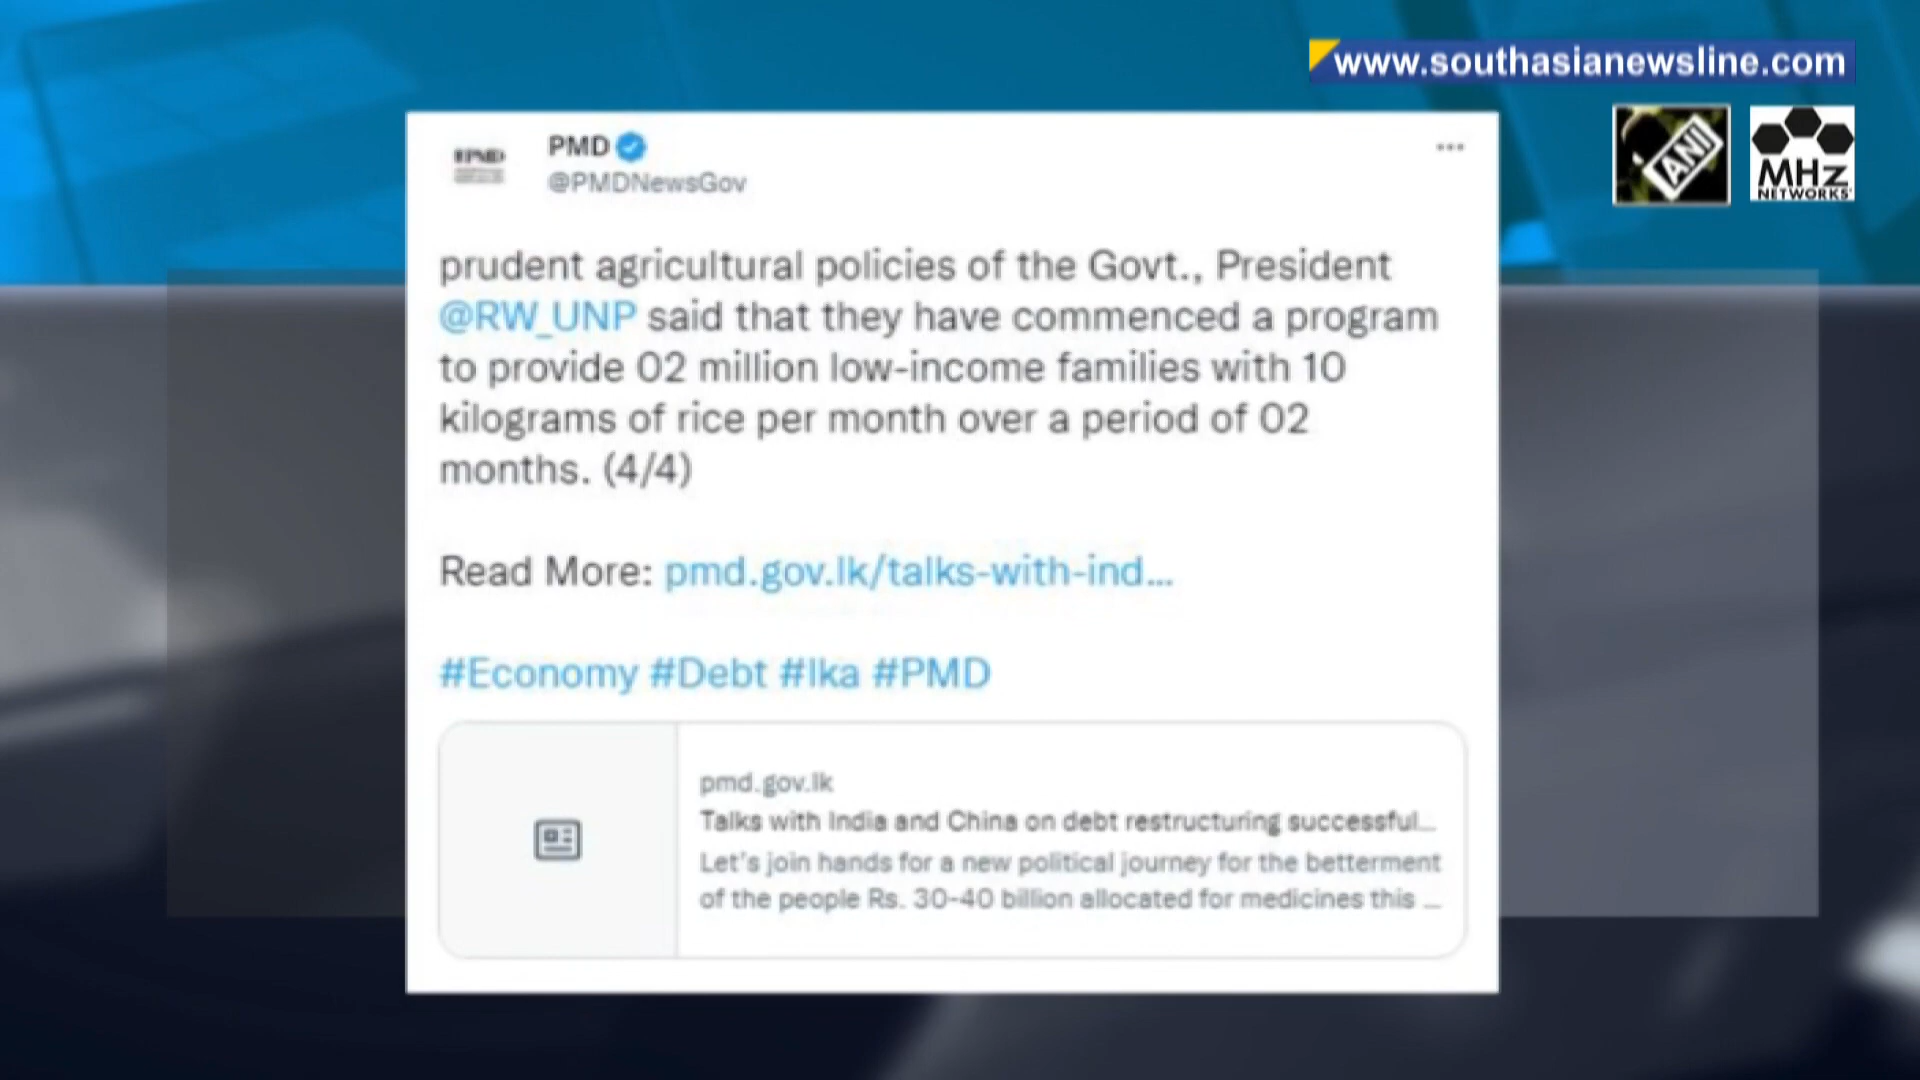 www.southasianewsline.com
ANI
MHz
NETWORKS
PMD
PMD
@PMDNewsGov
prudent agricultural policies of the Govt., President
@RW_UNP said that they have commenced a program
to provide 02 million low-income families with 10
kilograms of rice per month over a period of 02
months. (4/4)
Read More: pmd.gov.lk/talks-with-ind...
#Economy #Debt #lka #PMD
pmd.gov.lk
Talks with India and China on debt restructuring successful...
Let's join hands for a new political journey for the betterment
of the people Rs. 30-40 billion allocated for medicines this ...